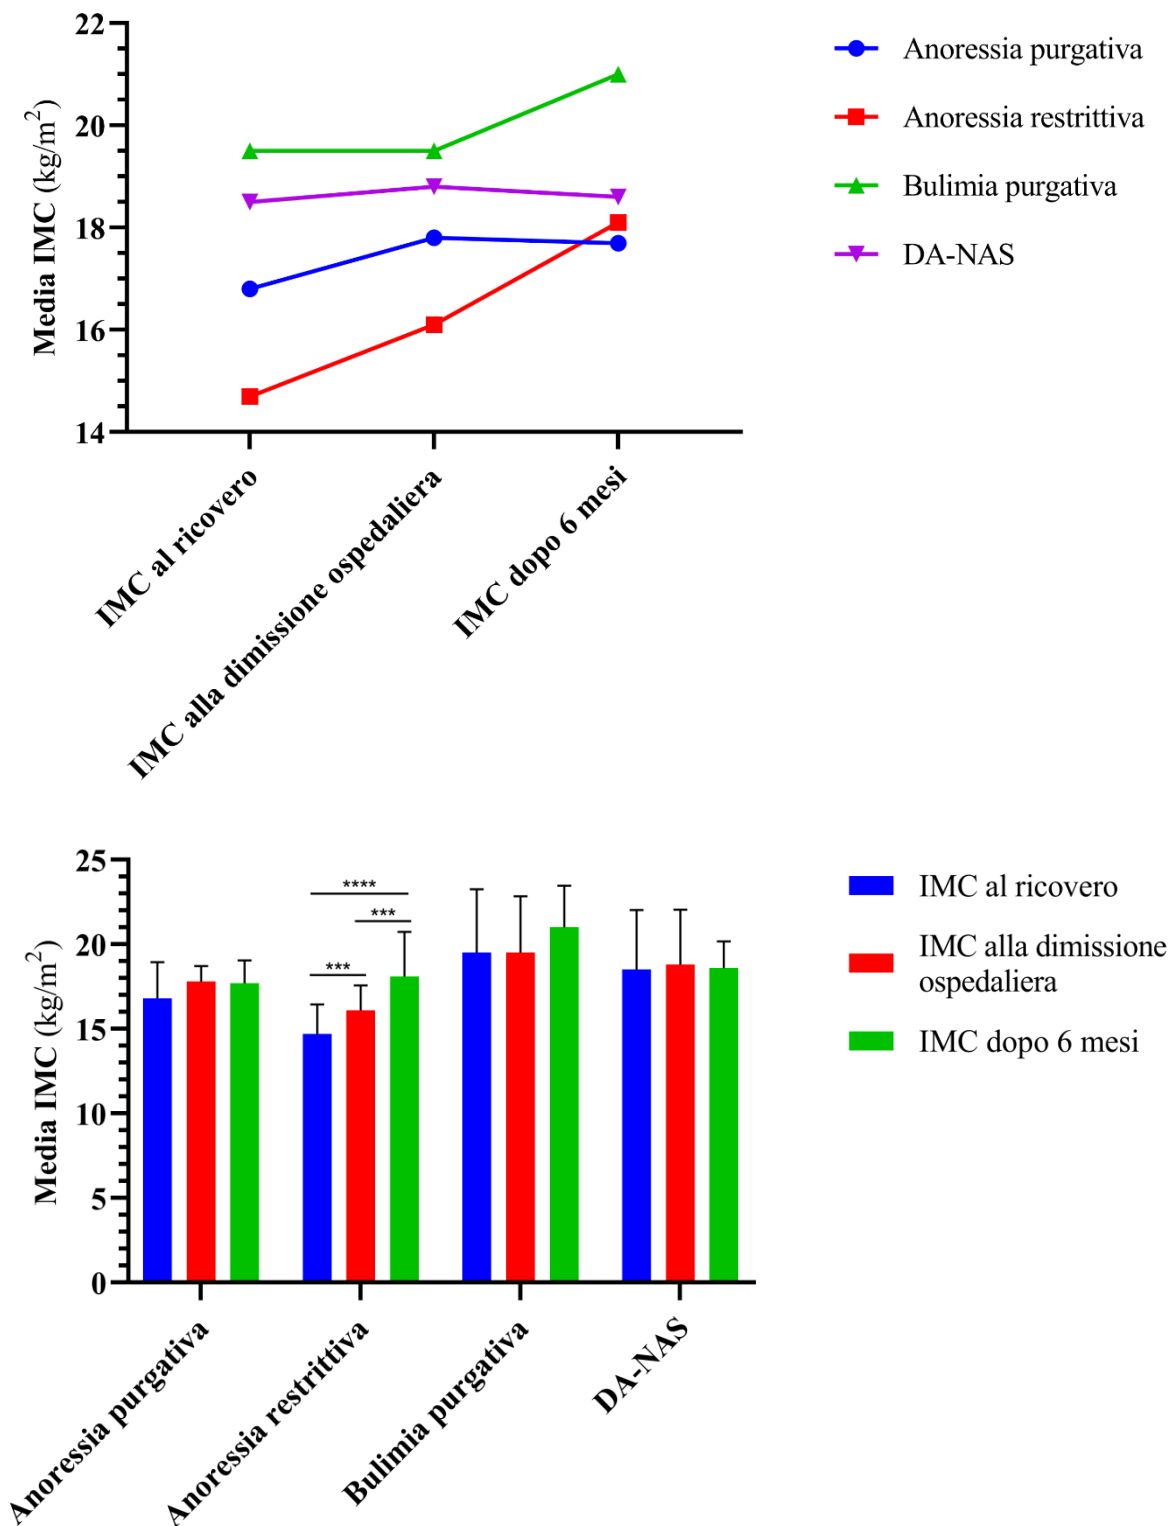 22
20
18
16
14
Media IMC (kg/m²)
IMC al ricovero
IMC alla dimissione ospedaliera
IMC dopo 6 mesi
Anoressia purgativa
Anoressia restrittiva
Bulimia purgativa
DA-NAS
25
20
15
10
5
0
Media IMC (kg/m²)
****
***
***
Anoressia purgativa
Anoressia restrittiva
Bulimia purgativa
DA-NAS
IMC al ricovero
IMC alla dimissione
ospedaliera
IMC dopo 6 mesi